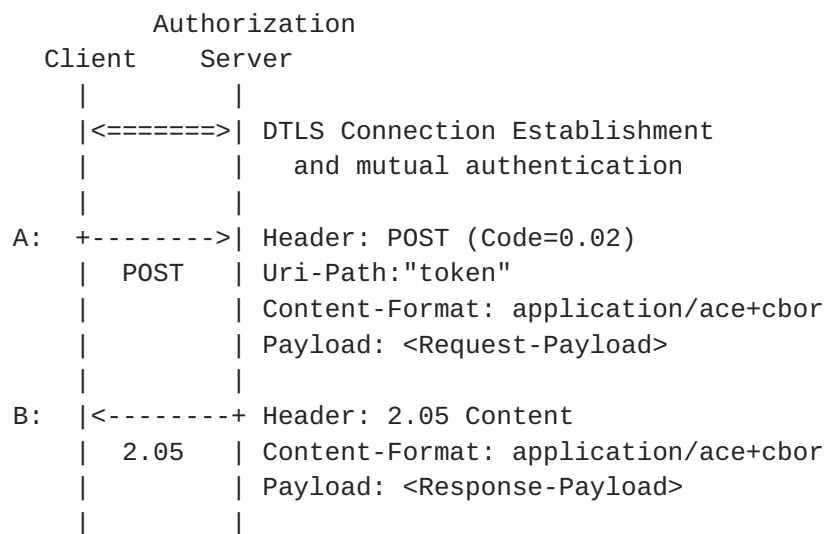 Authorization
Client    Server
|         |
|<=======>| DTLS Connection Establishment
|         |   and mutual authentication
|         |
A:  +-------->| Header: POST (Code=0.02)
|  POST   | Uri-Path:"token"
|         | Content-Format: application/ace+cbor
|         | Payload: <Request-Payload>
|         |
B:  |<--------+ Header: 2.05 Content
|  2.05   | Content-Format: application/ace+cbor
|         | Payload: <Response-Payload>
|         |